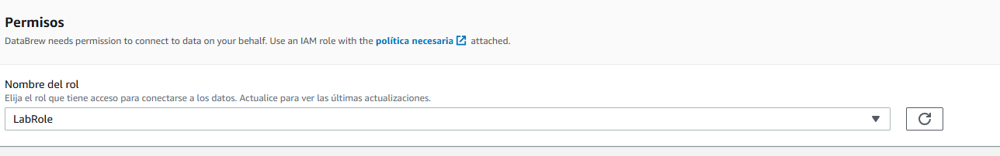 Permisos
DataBrew needs permission to connect to data on your behalf. Use an IAM role with the política necesaria attached.
Nombre del rol
Elija el rol que tiene acceso para conectarse a los datos. Actualice para ver las últimas actualizaciones.
LabRole